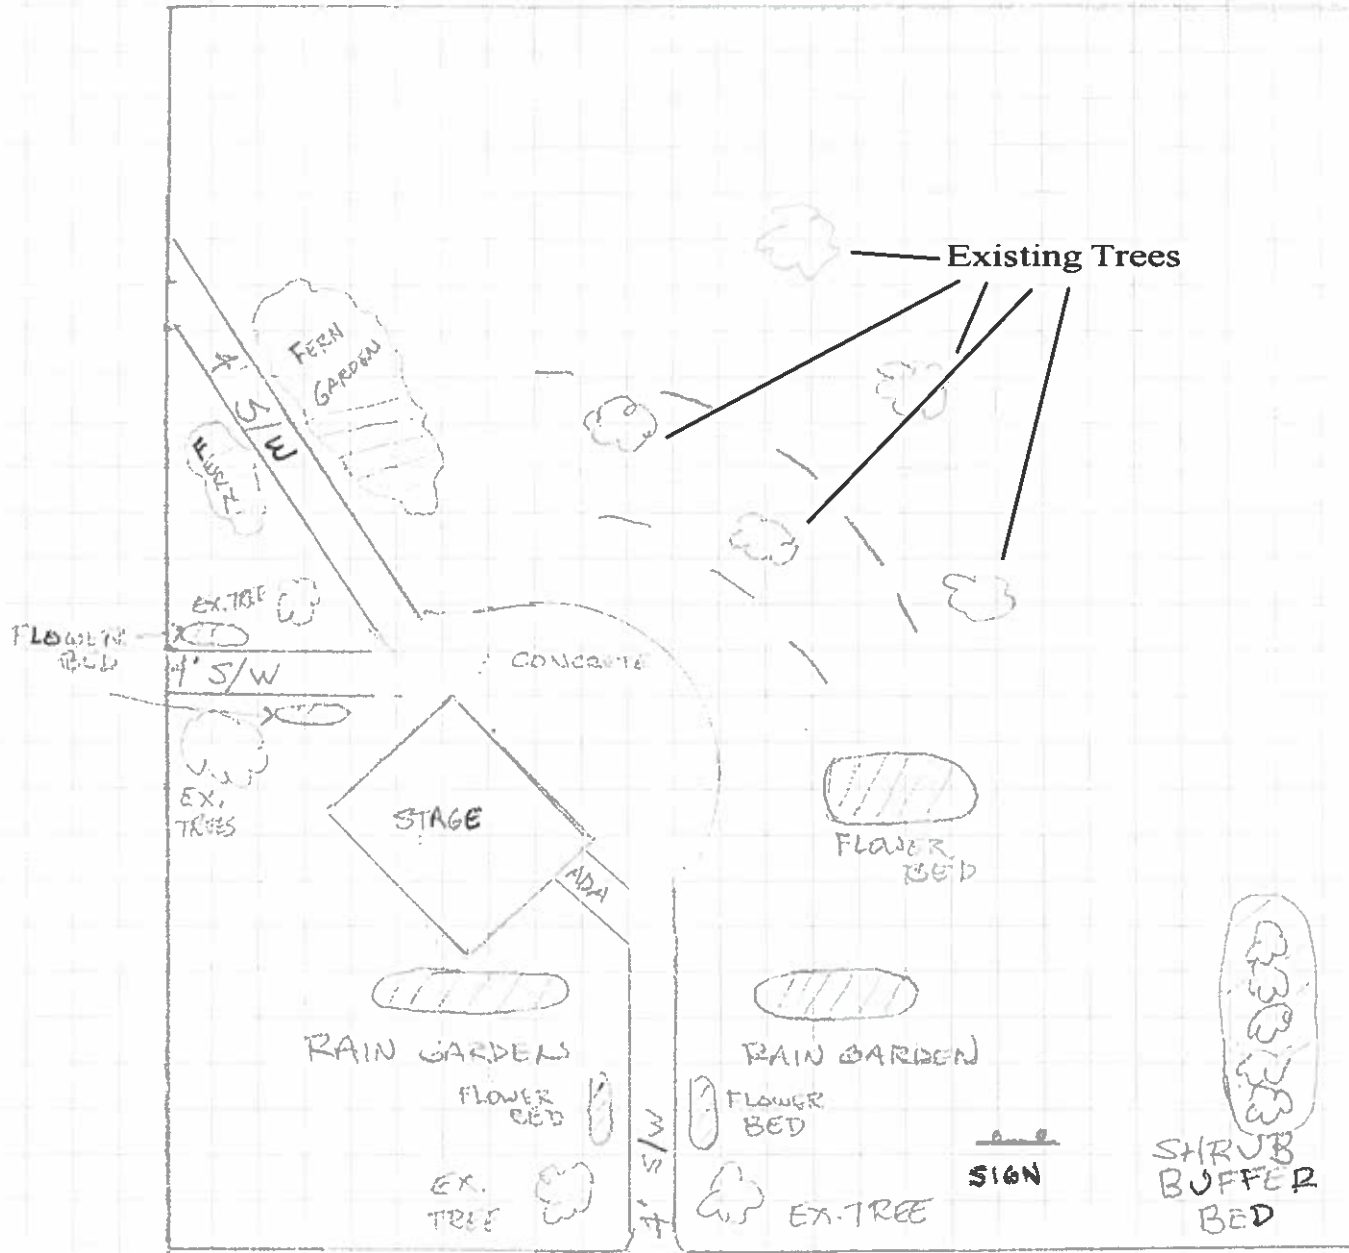 Existing Trees
FERN
GARDEN
4' S/W
EX. TREE
FLOWER
BED
4' S/W
CONCRETE
EX.
TREES
STAGE
FLOWER
BED
ADA
RAIN GARDEN
RAIN GARDEN
FLOWER
BED
FLOWER
BED
4' S/W
SIGN
SHRUB
BUFFER
BED
EX.
TREE
EX. TREE